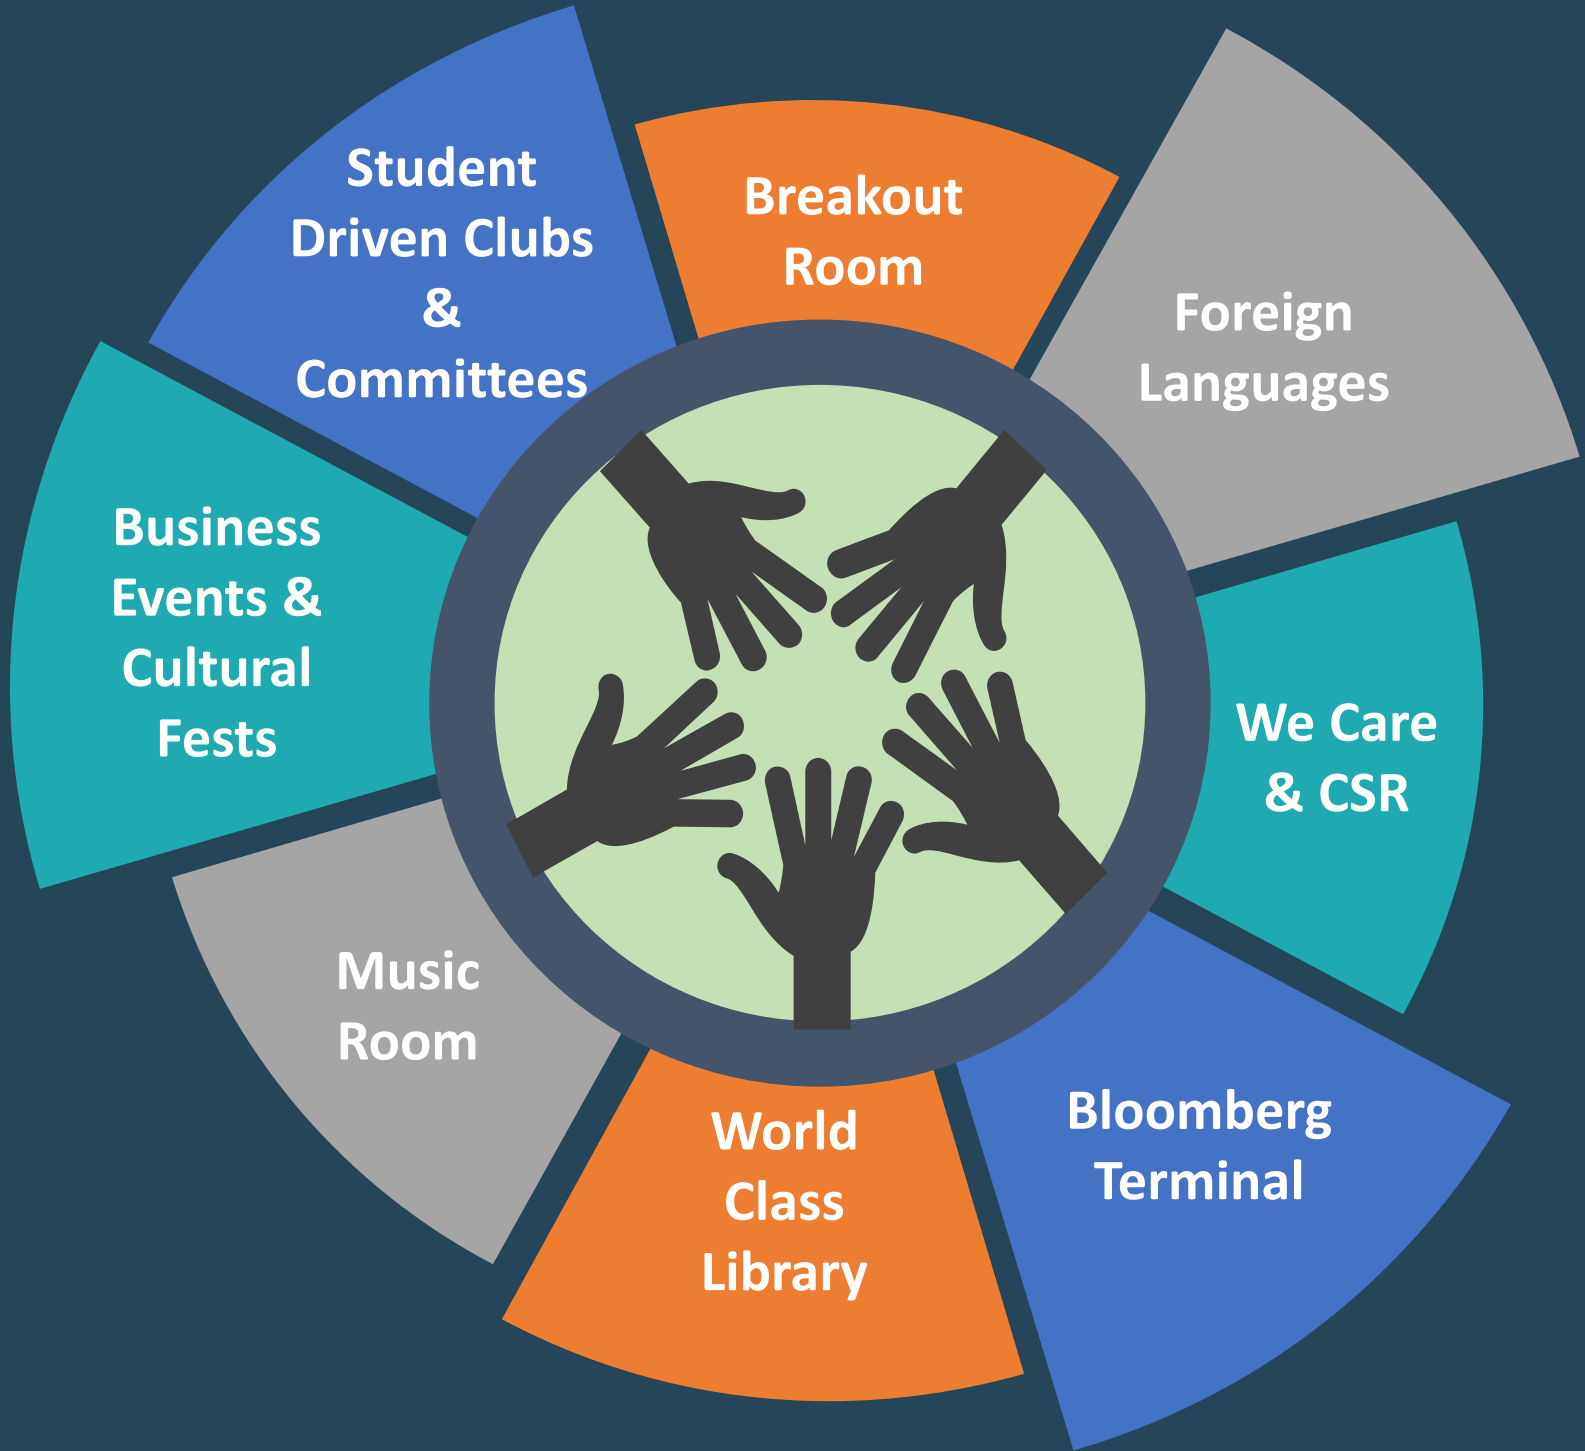 Student
Driven Clubs
&
Committees
Breakout
Room
Foreign
Languages
Business
Events &
Cultural
Fests
We Care
& CSR
Music
Room
World
Class
Library
Bloomberg
Terminal